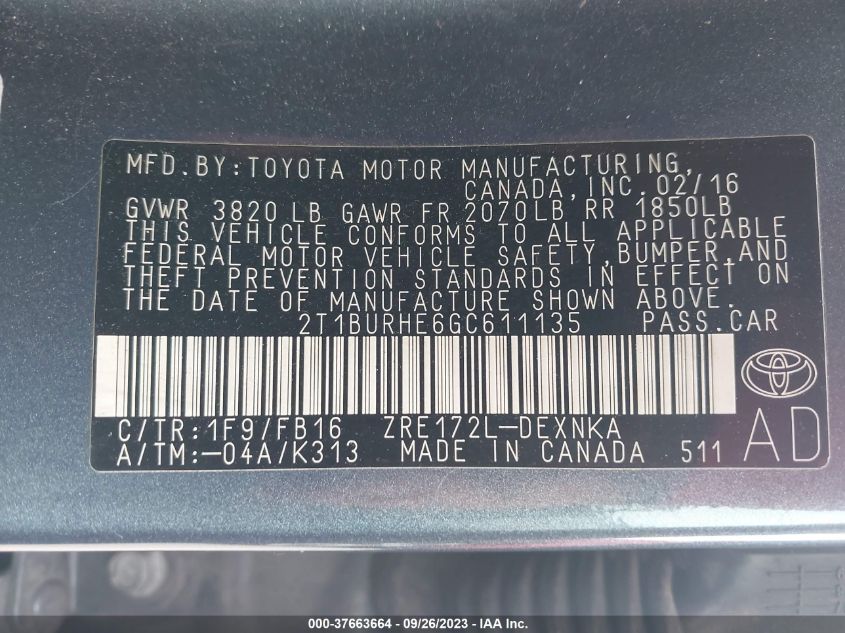 MFD.BY:TOYOTA MOTOR MANUFACTURING,
CANADA,INC.02/16
GVWR 3820 LB GAWR FR 2070LB RR 1850LB
THIS VEHICLE CONFORMS TO ALL APPLICABLE
FEDERAL MOTOR VEHICLE SAFETY,BUMPER,AND
THEFT PREVENTION STANDARDS IN EFFECT ON
THE DATE OF MANUFACTURE SHOWN ABOVE.
2T1BURHE6GC611135 PASS.CAR
C/TR:1F9/FB16 ZRE172L-DEXNKA
A/TM:-04A/K313 MADE IN CANADA 511
AD
000-37663664 / 09/26/2023 / IAA Inc.